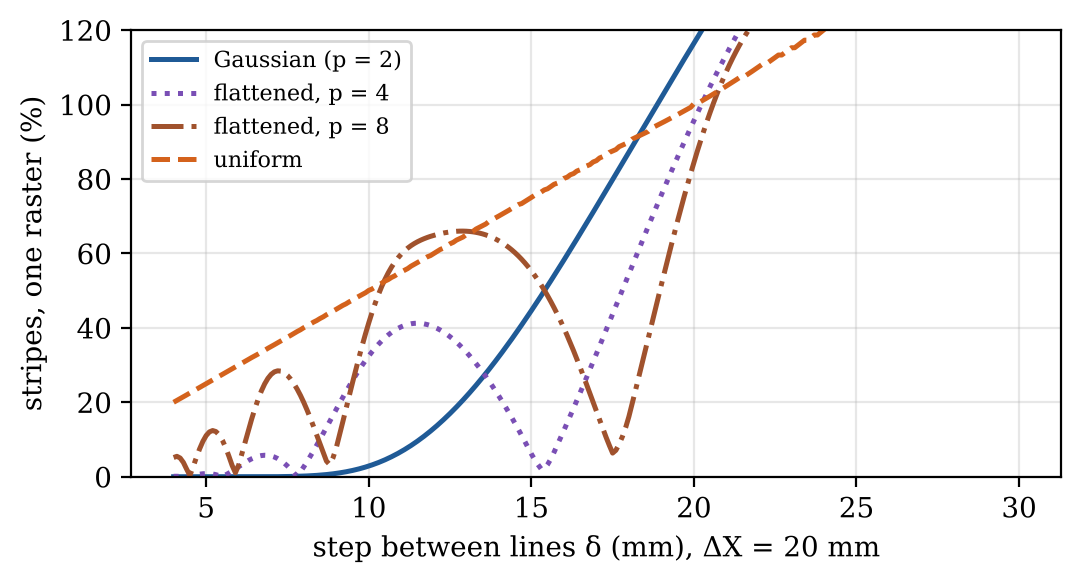 120
100
80
60
40
20
0
stripes, one raster (%)
Gaussian (p = 2)
flattened, p = 4
flattened, p = 8
uniform
5 10 15 20 25 30
step between lines δ (mm), ΔX = 20 mm